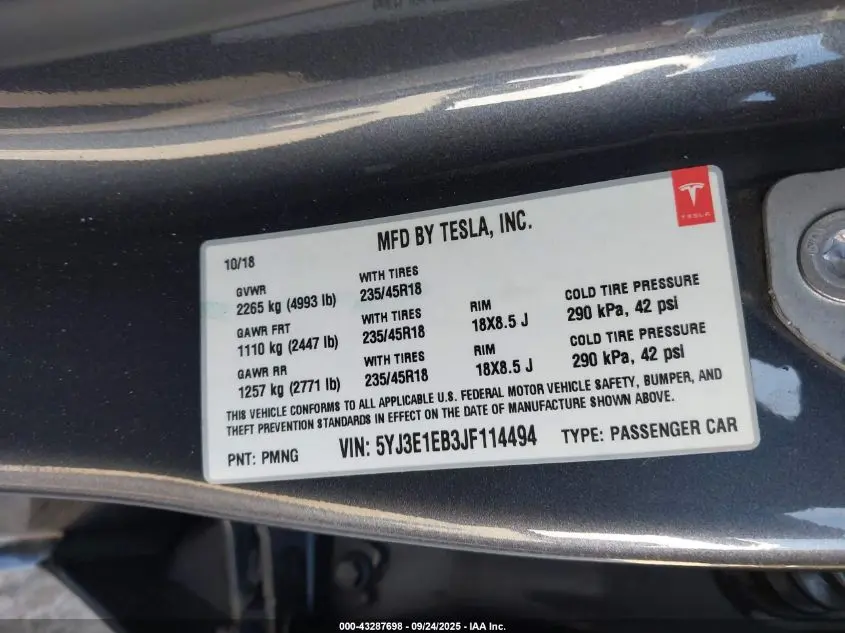 TESLA
MFD BY TESLA, INC.
10/18
GVWR WITH TIRES
2265 kg (4993 lb) 235/45R18
GAWR FRT WITH TIRES RIM COLD TIRE PRESSURE
1110 kg (2447 lb) 235/45R18 18X8.5 J 290 kPa, 42 psi
GAWR RR WITH TIRES RIM COLD TIRE PRESSURE
1257 kg (2771 lb) 235/45R18 18X8.5 J 290 kPa, 42 psi
THIS VEHICLE CONFORMS TO ALL APPLICABLE U.S. FEDERAL MOTOR VEHICLE SAFETY, BUMPER, AND
THEFT PREVENTION STANDARDS IN EFFECT ON THE DATE OF MANUFACTURE SHOWN ABOVE.
PNT: PMNG VIN: 5YJ3E1EB3JF114494 TYPE: PASSENGER CAR
000-43287698 - 09/24/2025 - IAA Inc.